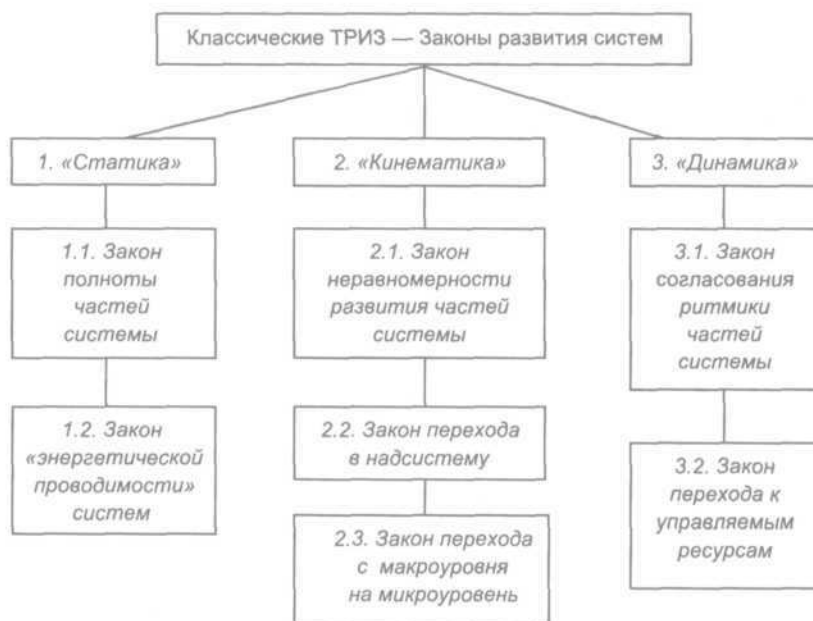 Классические ТРИЗ — Законы развития систем
1. «Статика»
1.1. Закон
полноты
частей
системы
1.2. Закон
«энергетической
проводимости»
систем
2. «Кинематика»
2.1. Закон
неравномерности
развития частей
системы
2.2. Закон перехода
в надсистему
2.3. Закон перехода
с макроуровня
на микроуровень
3. «Динамика»
3.1. Закон
согласования
ритмики
частей
системы
3.2. Закон
перехода к
управляемым
ресурсам